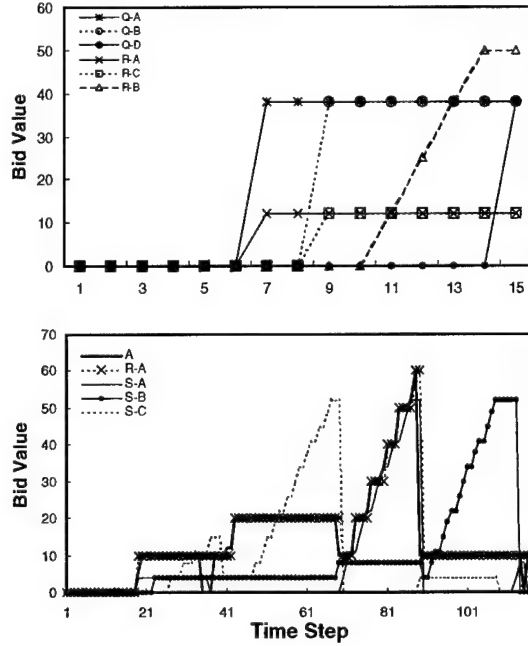 60
50
40
30
20
10
0
Bid Value
Q-A
Q-B
Q-D
R-A
R-C
R-B
1 3 5 7 9 11 13 15
70
60
50
40
30
20
10
0
Bid Value
A
R-A
S-A
S-B
S-C
1 21 41 61 81 101
Time Step